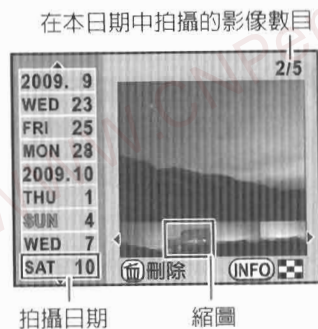 在本日期中拍攝的影像數目
2/5
2009. 9
WED 23
FRI 25
MON 28
2009.10
THU 1
SUN 4
WED 7
SAT 10
刪除
INFO
拍攝日期
縮圖